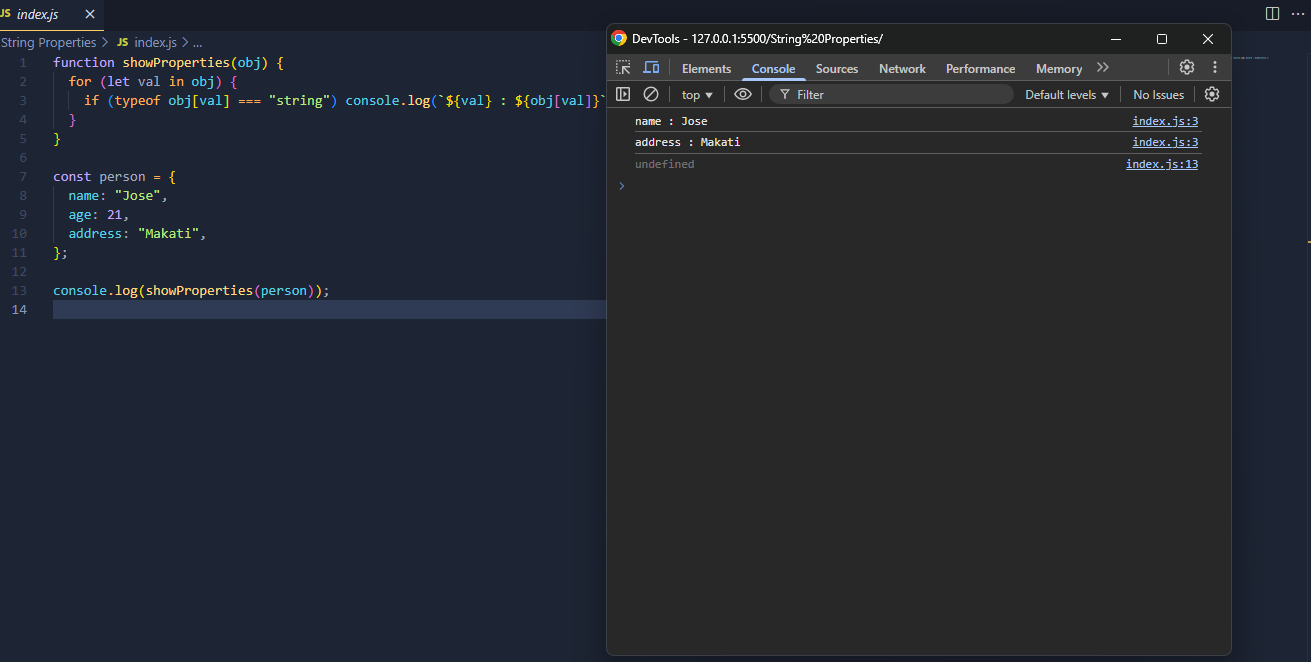 JS index.js
String Properties > JS index.js > ...
1 function showProperties(obj) {
2 for (let val in obj) {
3 if (typeof obj[val] === "string") console.log(`${val} : ${obj[val]}`
4 }
5 }
6
7 const person = {
8 name: "Jose",
9 age: 21,
10 address: "Makati",
11 };
12
13 console.log(showProperties(person));
14
DevTools - 127.0.0.1:5500/String%20Properties/
Elements Console Sources Network Performance Memory
top Filter Default levels No Issues
name : Jose index.js:3
address : Makati index.js:3
undefined index.js:13